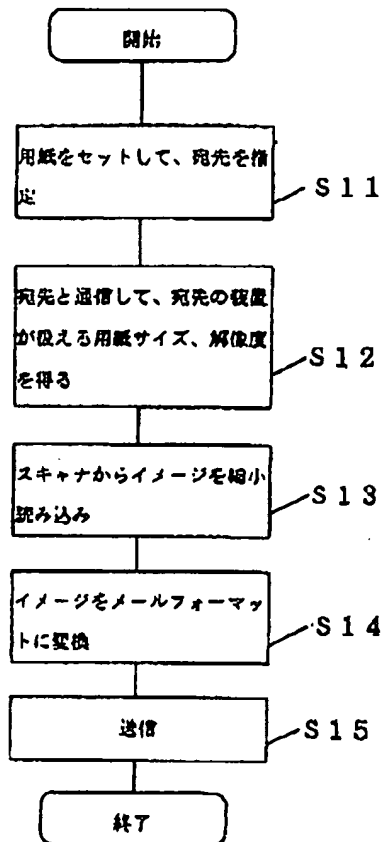 開始
用紙をセットして、宛先を指
定
S11
宛先と通信して、宛先の装置
が扱える用紙サイズ、解像度
を得る
S12
スキャナからイメージを縮小
読み込み
S13
イメージをメールフォーマッ
トに変換
S14
送信
S15
終了